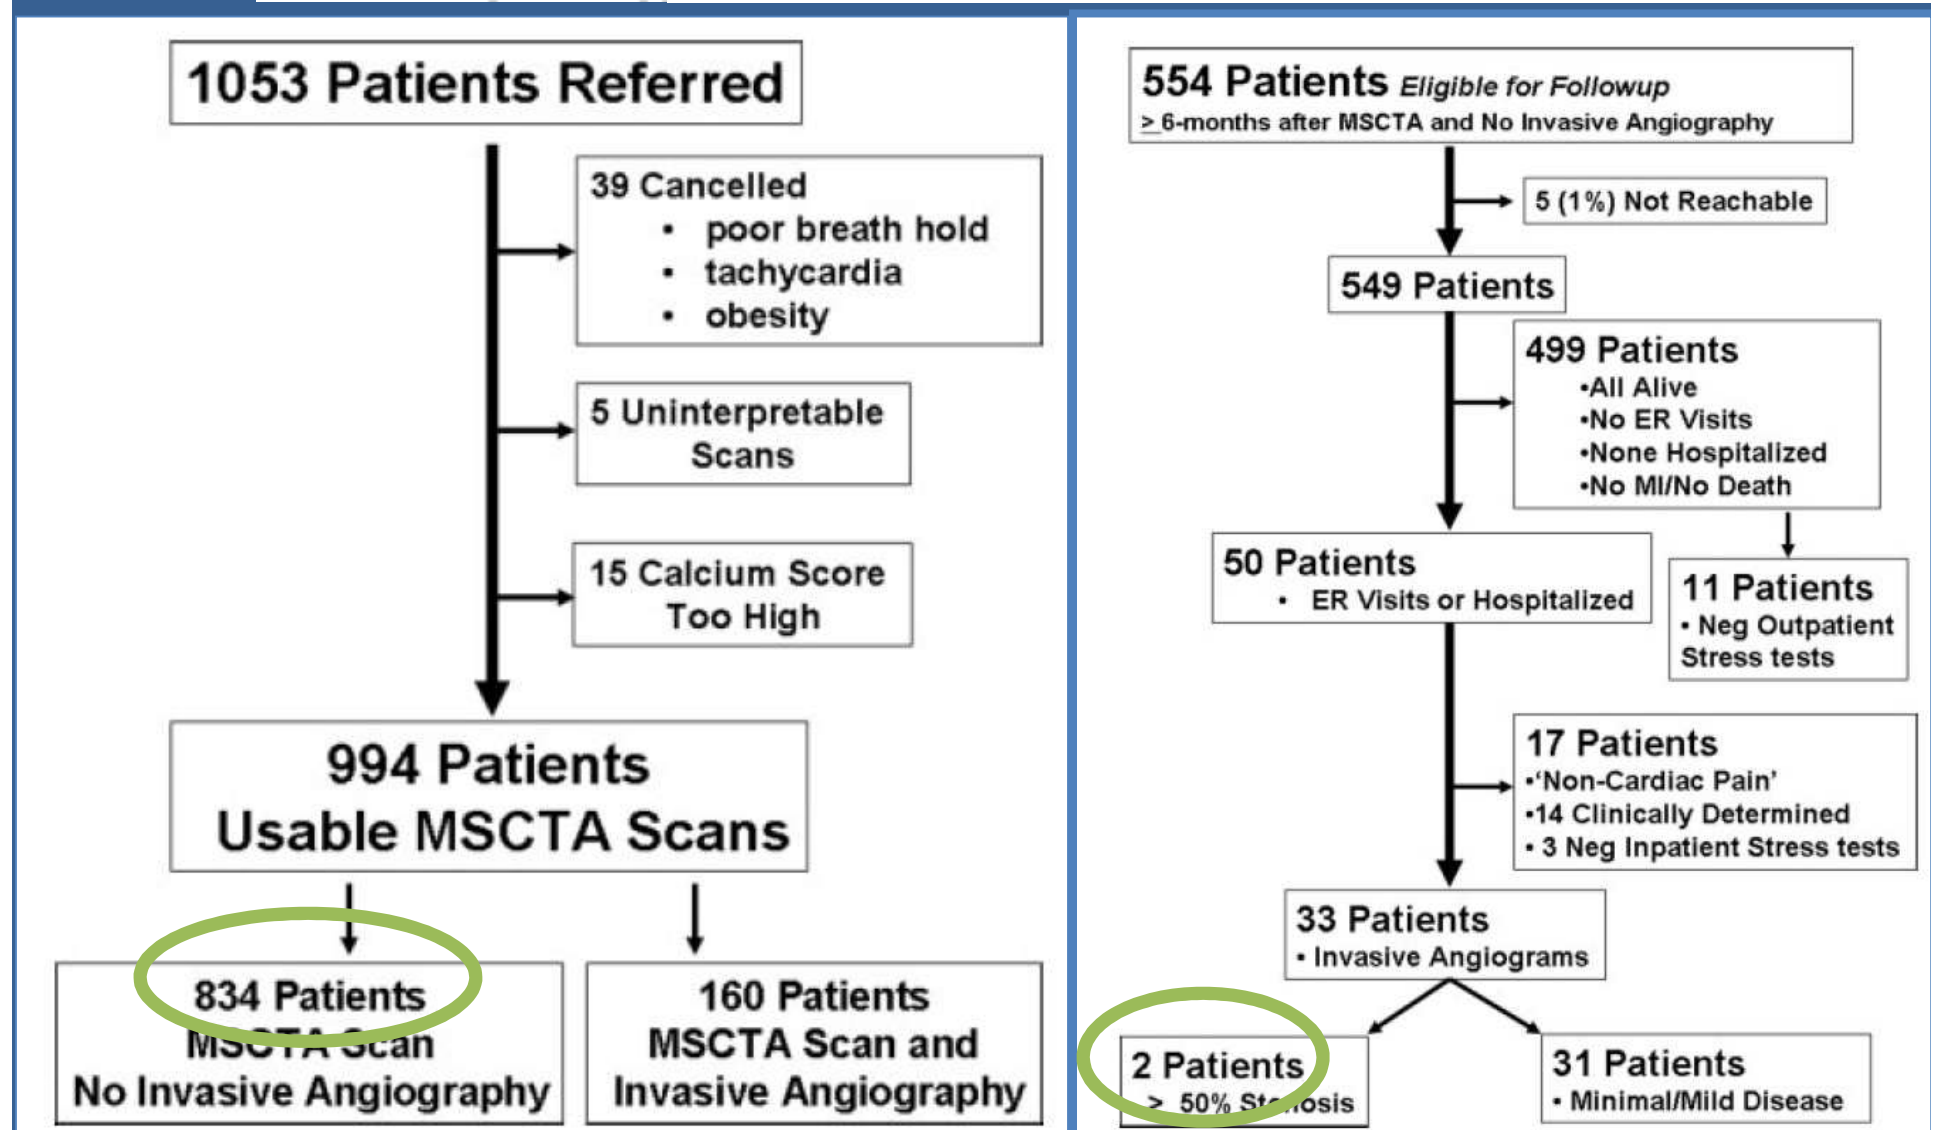 1053 Patients Referred
39 Cancelled
• poor breath hold
• tachycardia
• obesity
5 Uninterpretable
Scans
15 Calcium Score
Too High
994 Patients
Usable MSCTA Scans
834 Patients
MSCTA Scan
No Invasive Angiography
160 Patients
MSCTA Scan and
Invasive Angiography
554 Patients Eligible for Followup
≥ 6-months after MSCTA and No Invasive Angiography
5 (1%) Not Reachable
549 Patients
499 Patients
•All Alive
•No ER Visits
•None Hospitalized
•No MI/No Death
50 Patients
• ER Visits or Hospitalized
11 Patients
• Neg Outpatient
Stress tests
17 Patients
•‘Non-Cardiac Pain’
•14 Clinically Determined
• 3 Neg Inpatient Stress tests
33 Patients
• Invasive Angiograms
2 Patients
≥ 50% Stenosis
31 Patients
• Minimal/Mild Disease